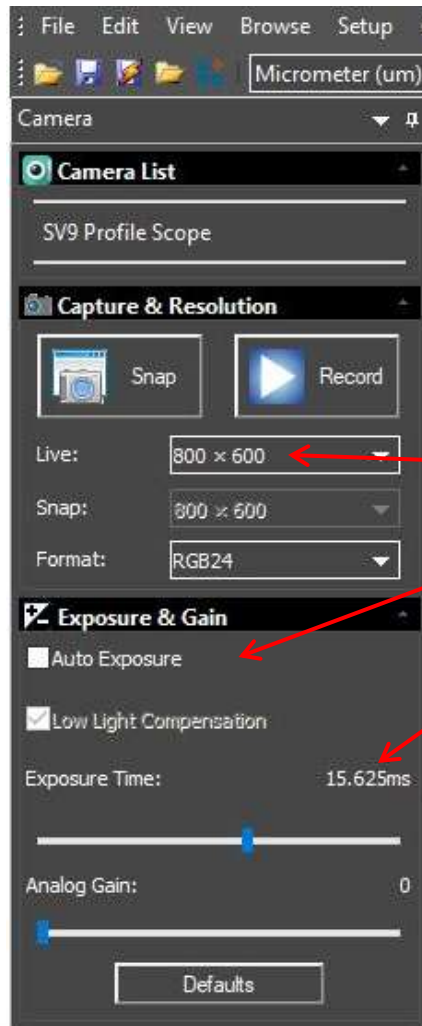 File Edit View Browse Setup
Micrometer (um)
Camera
Camera List
SV9 Profile Scope
Capture & Resolution
Snap Record
Live: 800 × 600
Snap: 800 × 600
Format: RGB24
Exposure & Gain
Auto Exposure
Low Light Compensation
Exposure Time: 15.625ms
Analog Gain: 0
Defaults